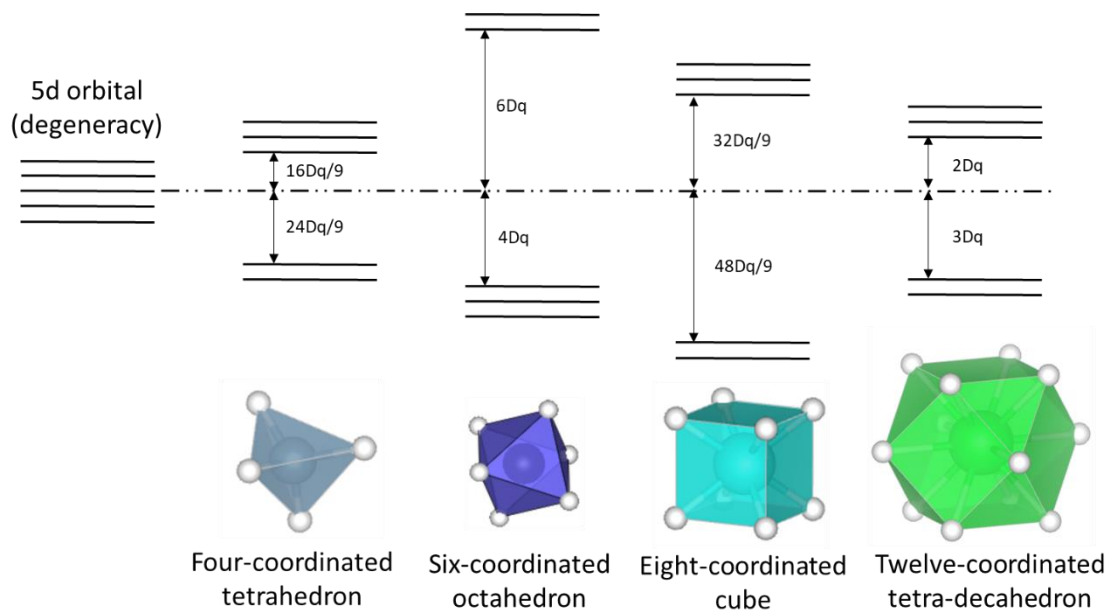 5d orbital
(degeneracy)
16Dq/9
24Dq/9
6Dq
4Dq
32Dq/9
48Dq/9
2Dq
3Dq
Four-coordinated
tetrahedron
Six-coordinated
octahedron
Eight-coordinated
cube
Twelve-coordinated
tetra-decahedron